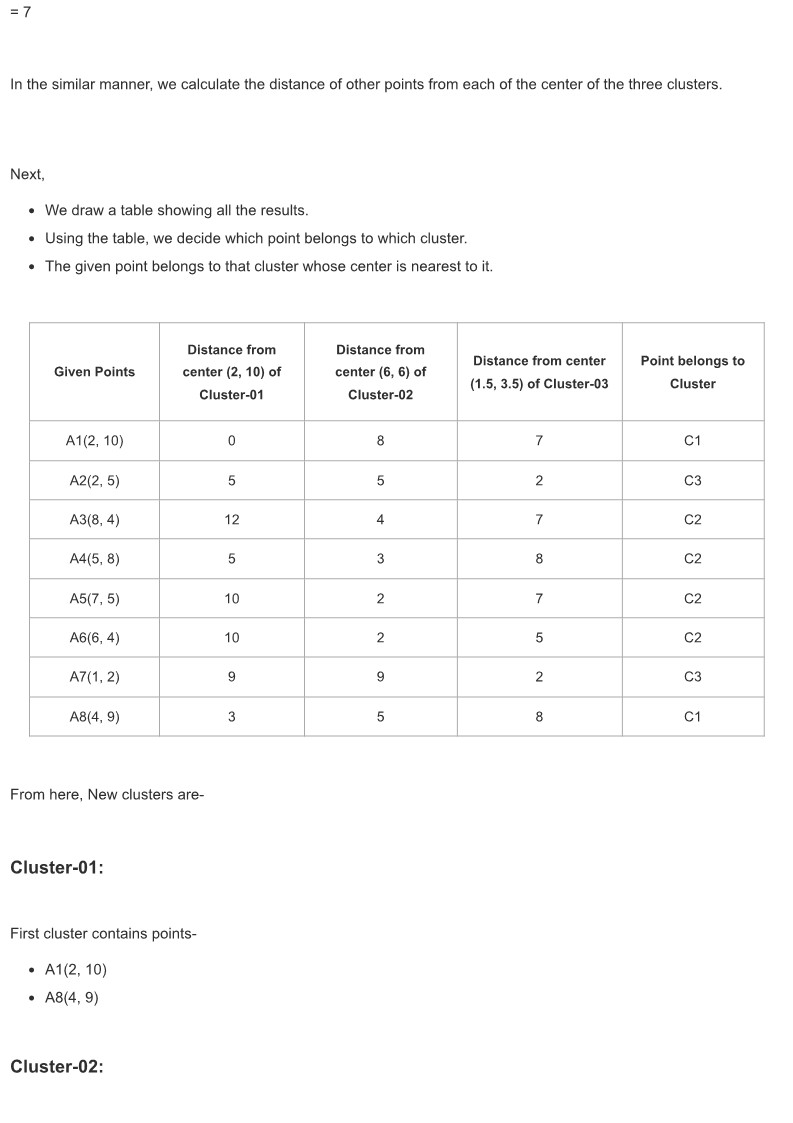 = 7
In the similar manner, we calculate the distance of other points from each of the center of the three clusters.
Next,
• We draw a table showing all the results.
• Using the table, we decide which point belongs to which cluster.
• The given point belongs to that cluster whose center is nearest to it.
Given Points | Distance from center (2, 10) of Cluster-01 | Distance from center (6, 6) of Cluster-02 | Distance from center (1.5, 3.5) of Cluster-03 | Point belongs to Cluster
A1(2, 10) | 0 | 8 | 7 | C1
A2(2, 5) | 5 | 5 | 2 | C3
A3(8, 4) | 12 | 4 | 7 | C2
A4(5, 8) | 5 | 3 | 8 | C2
A5(7, 5) | 10 | 2 | 7 | C2
A6(6, 4) | 10 | 2 | 5 | C2
A7(1, 2) | 9 | 9 | 2 | C3
A8(4, 9) | 3 | 5 | 8 | C1
From here, New clusters are-
Cluster-01:
First cluster contains points-
• A1(2, 10)
• A8(4, 9)
Cluster-02: